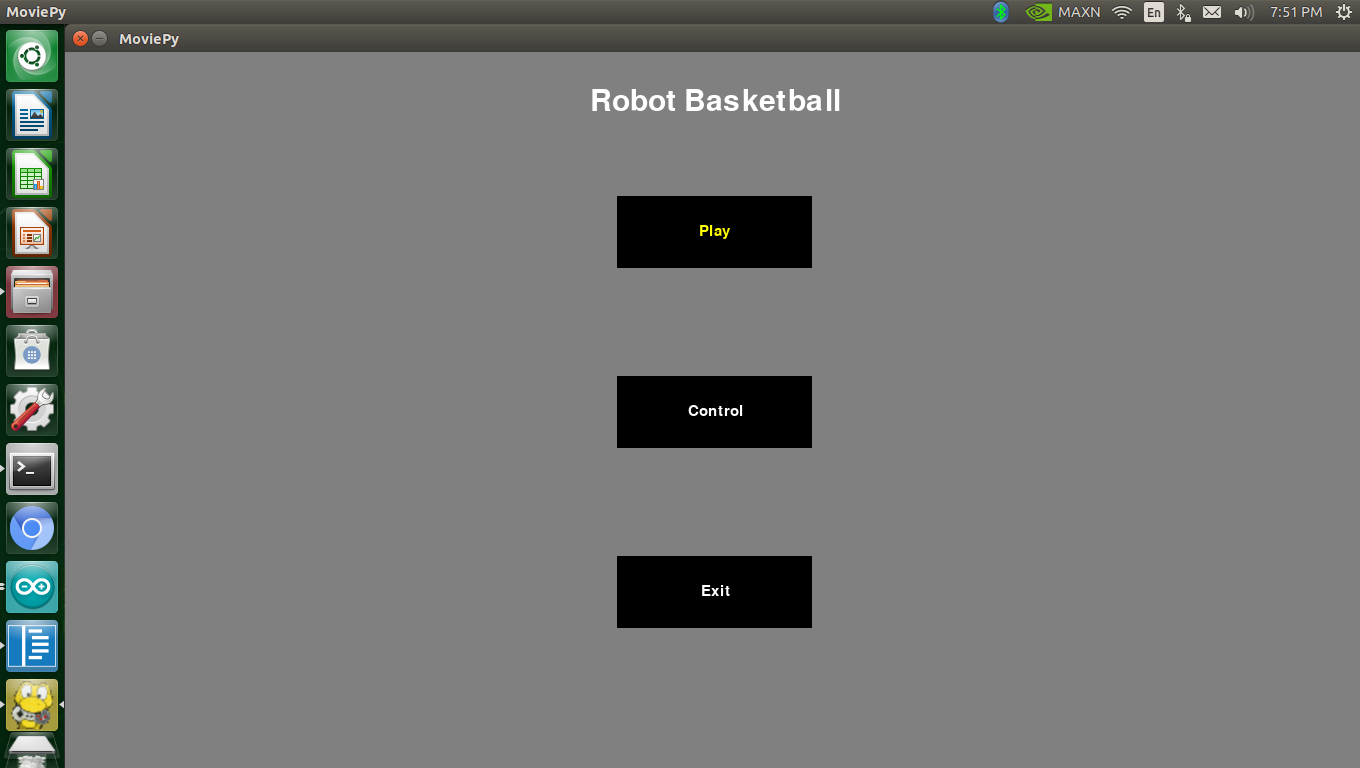 MoviePy
MAXN En 7:51 PM
MoviePy
Robot Basketball
Play
Control
Exit